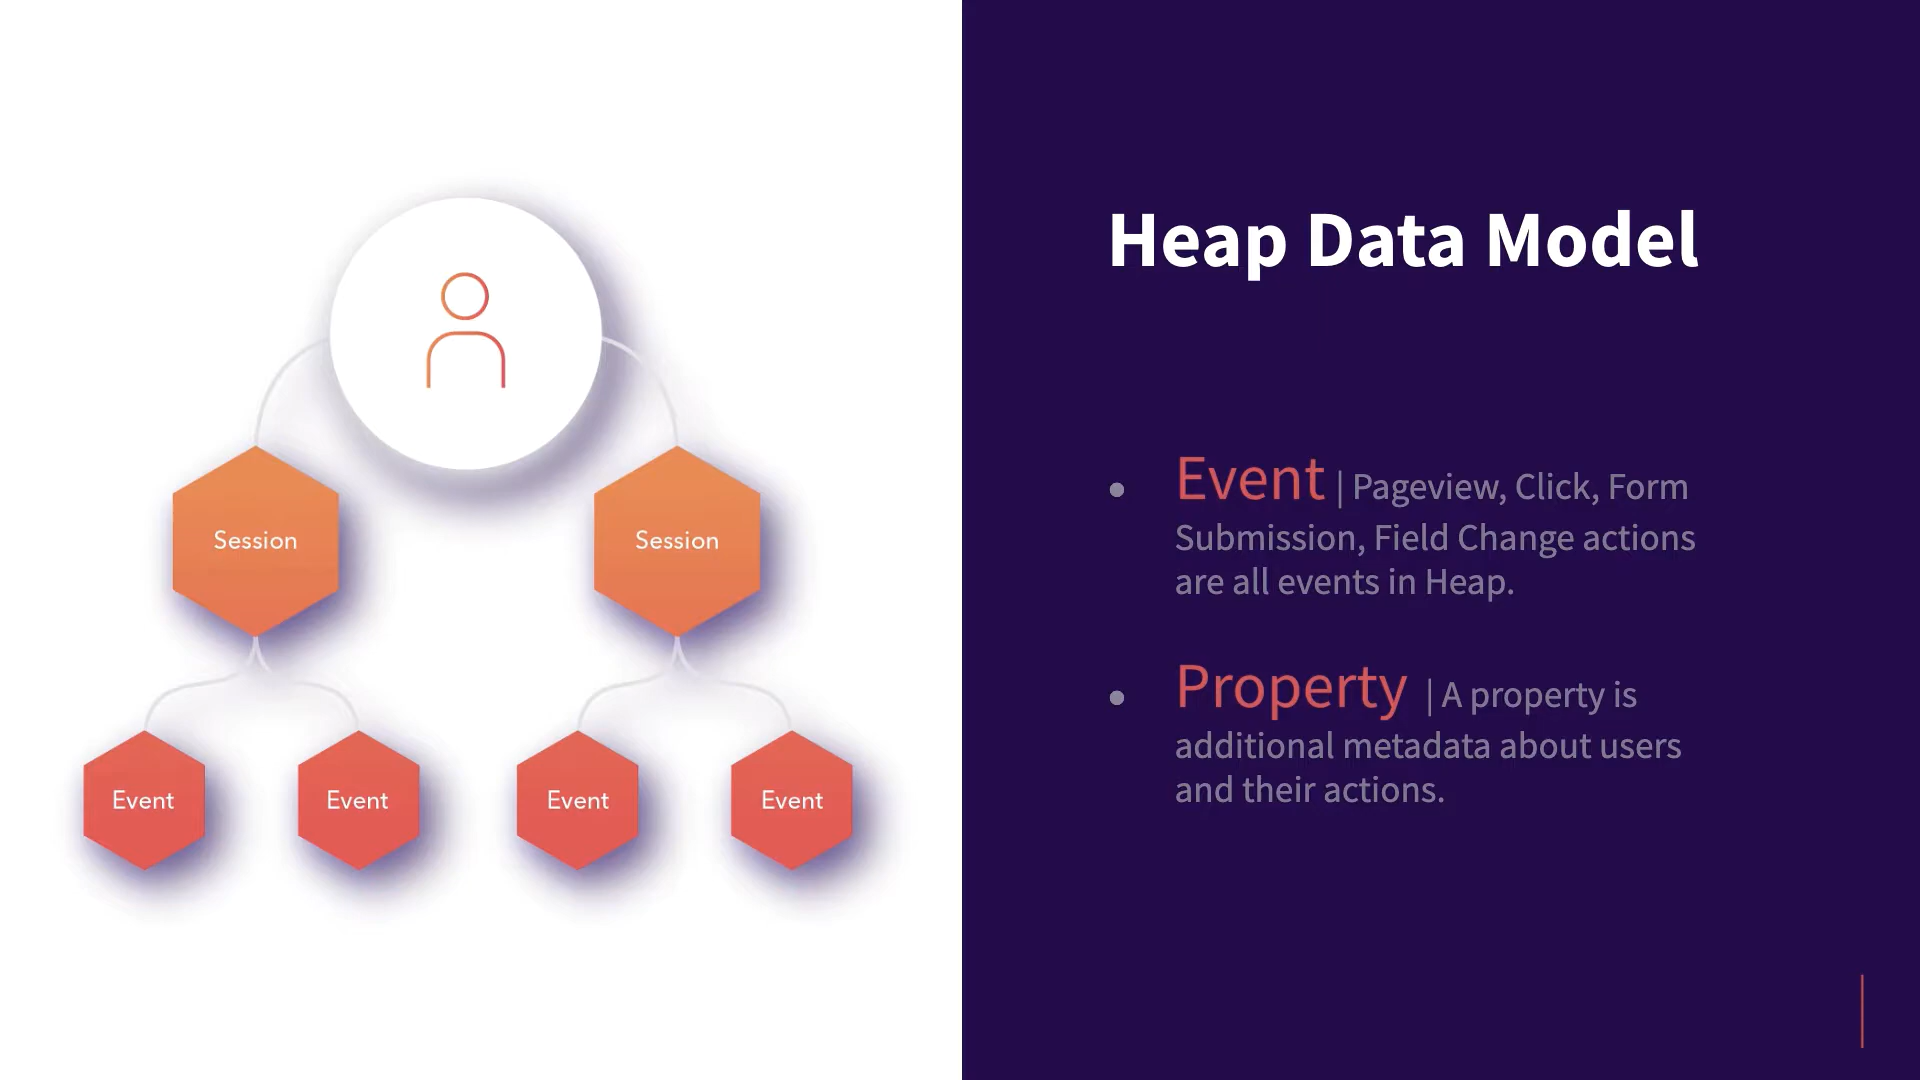 Session
Session
Event
Event
Event
Event
Heap Data Model
● Event | Pageview, Click, Form
Submission, Field Change actions
are all events in Heap.
● Property | A property is
additional metadata about users
and their actions.